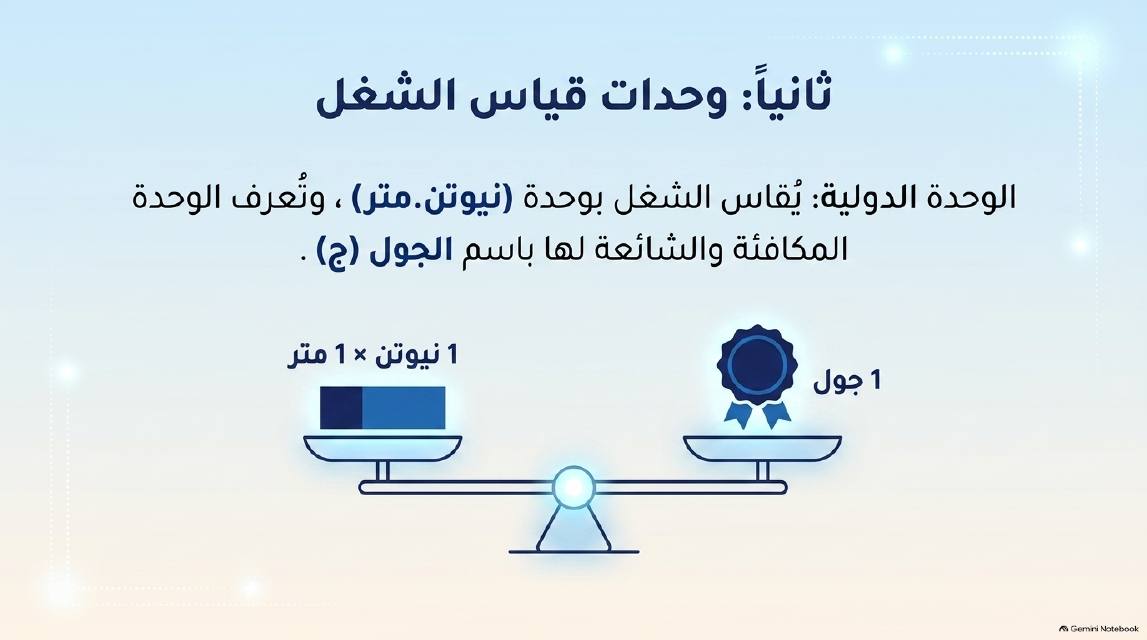 ثانياً: وحدات قياس الشغل
الوحدة الدولية: يُقاس الشغل بوحدة (نيوتن.متر) ، وتُعرف الوحدة
المكافئة والشائعة لها باسم الجول (ج) .
1 جول
1 نيوتن × 1 متر
Gemini Notebook